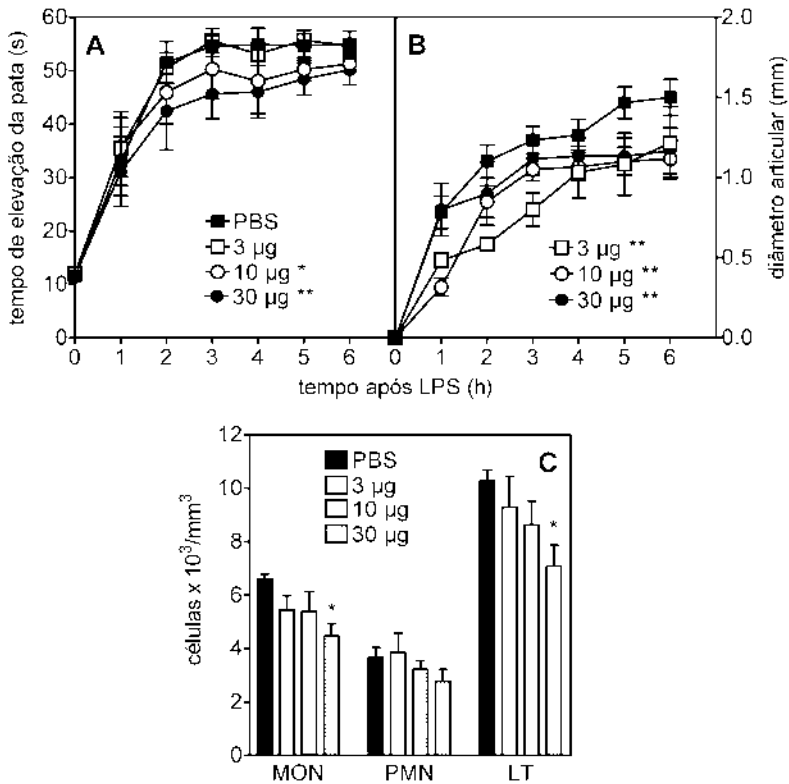 60
50
40
30
20
10
0
tempo de elevação da pata (s)
A
PBS
3 µg
10 µg *
30 µg **
0 1 2 3 4 5 6
B
3 µg **
10 µg **
30 µg **
0 1 2 3 4 5 6
2.0
1.5
1.0
0.5
0.0
diâmetro articular (mm)
tempo após LPS (h)
12
10
8
6
4
2
0
células x 10³/mm³
C
PBS
3 µg
10 µg
30 µg
*
*
MON PMN LT